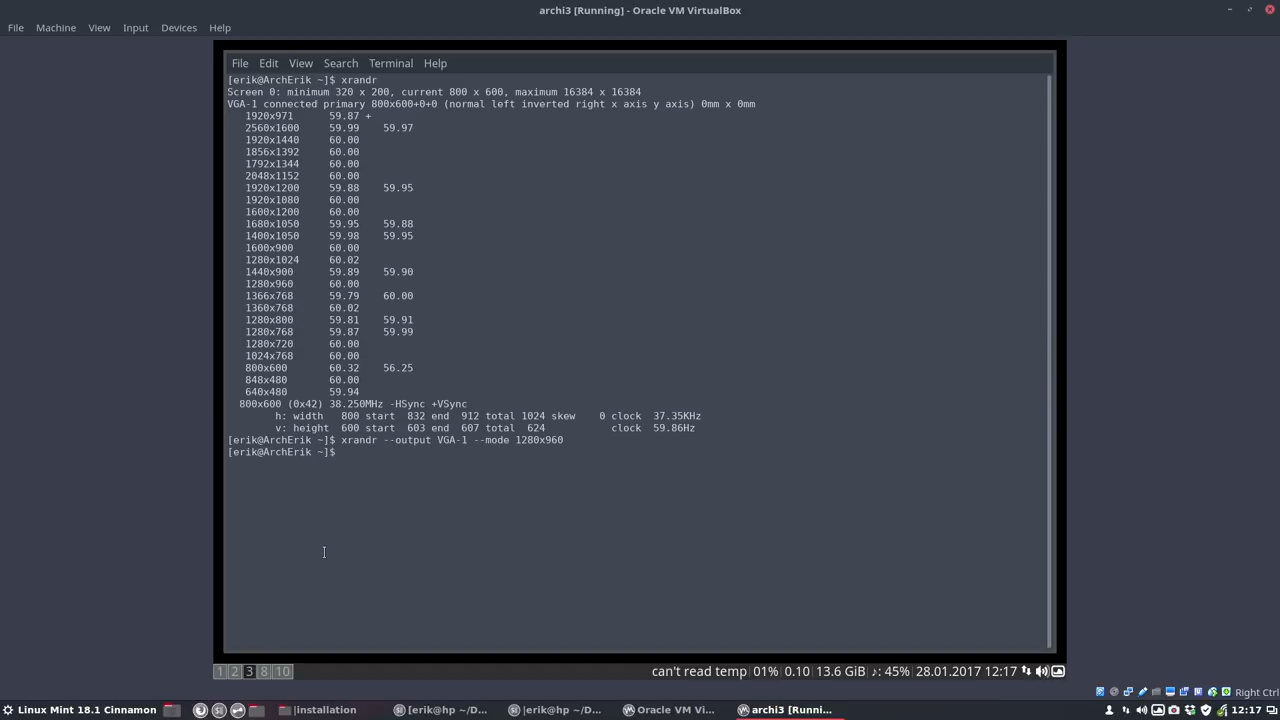 archi3 [Running] - Oracle VM VirtualBox
File Machine View Input Devices Help
File Edit View Search Terminal Help
[erik@ArchErik ~]$ xrandr
Screen 0: minimum 320 x 200, current 800 x 600, maximum 16384 x 16384
VGA-1 connected primary 800x600+0+0 (normal left inverted right x axis y axis) 0mm x 0mm
1920x971 59.87 +
2560x1600 59.99 59.97
1920x1440 60.00
1856x1392 60.00
1792x1344 60.00
2048x1152 60.00
1920x1200 59.88 59.95
1920x1080 60.00
1600x1200 60.00
1680x1050 59.95 59.88
1400x1050 59.98 59.95
1600x900 60.00
1280x1024 60.02
1440x900 59.89 59.90
1280x960 60.00
1366x768 59.79 60.00
1360x768 60.02
1280x800 59.81 59.91
1280x768 59.87 59.99
1280x720 60.00
1024x768 60.00
800x600 60.32 56.25
848x480 60.00
640x480 59.94
800x600 (0x42) 38.250MHz -HSync +VSync
h: width 800 start 832 end 912 total 1024 skew 0 clock 37.35KHz
v: height 600 start 603 end 607 total 624 clock 59.86Hz
[erik@ArchErik ~]$ xrandr --output VGA-1 --mode 1280x960
[erik@ArchErik ~]$
1 2 3 8 10 can't read temp 01% 0.10 13.6 GiB ♪: 45% 28.01.2017 12:17
Right Ctrl
Linux Mint 18.1 Cinnamon |installation [erik@hp ~/D... |erik@hp ~/D... Oracle VM Vi... archi3 [Runni... 12:17